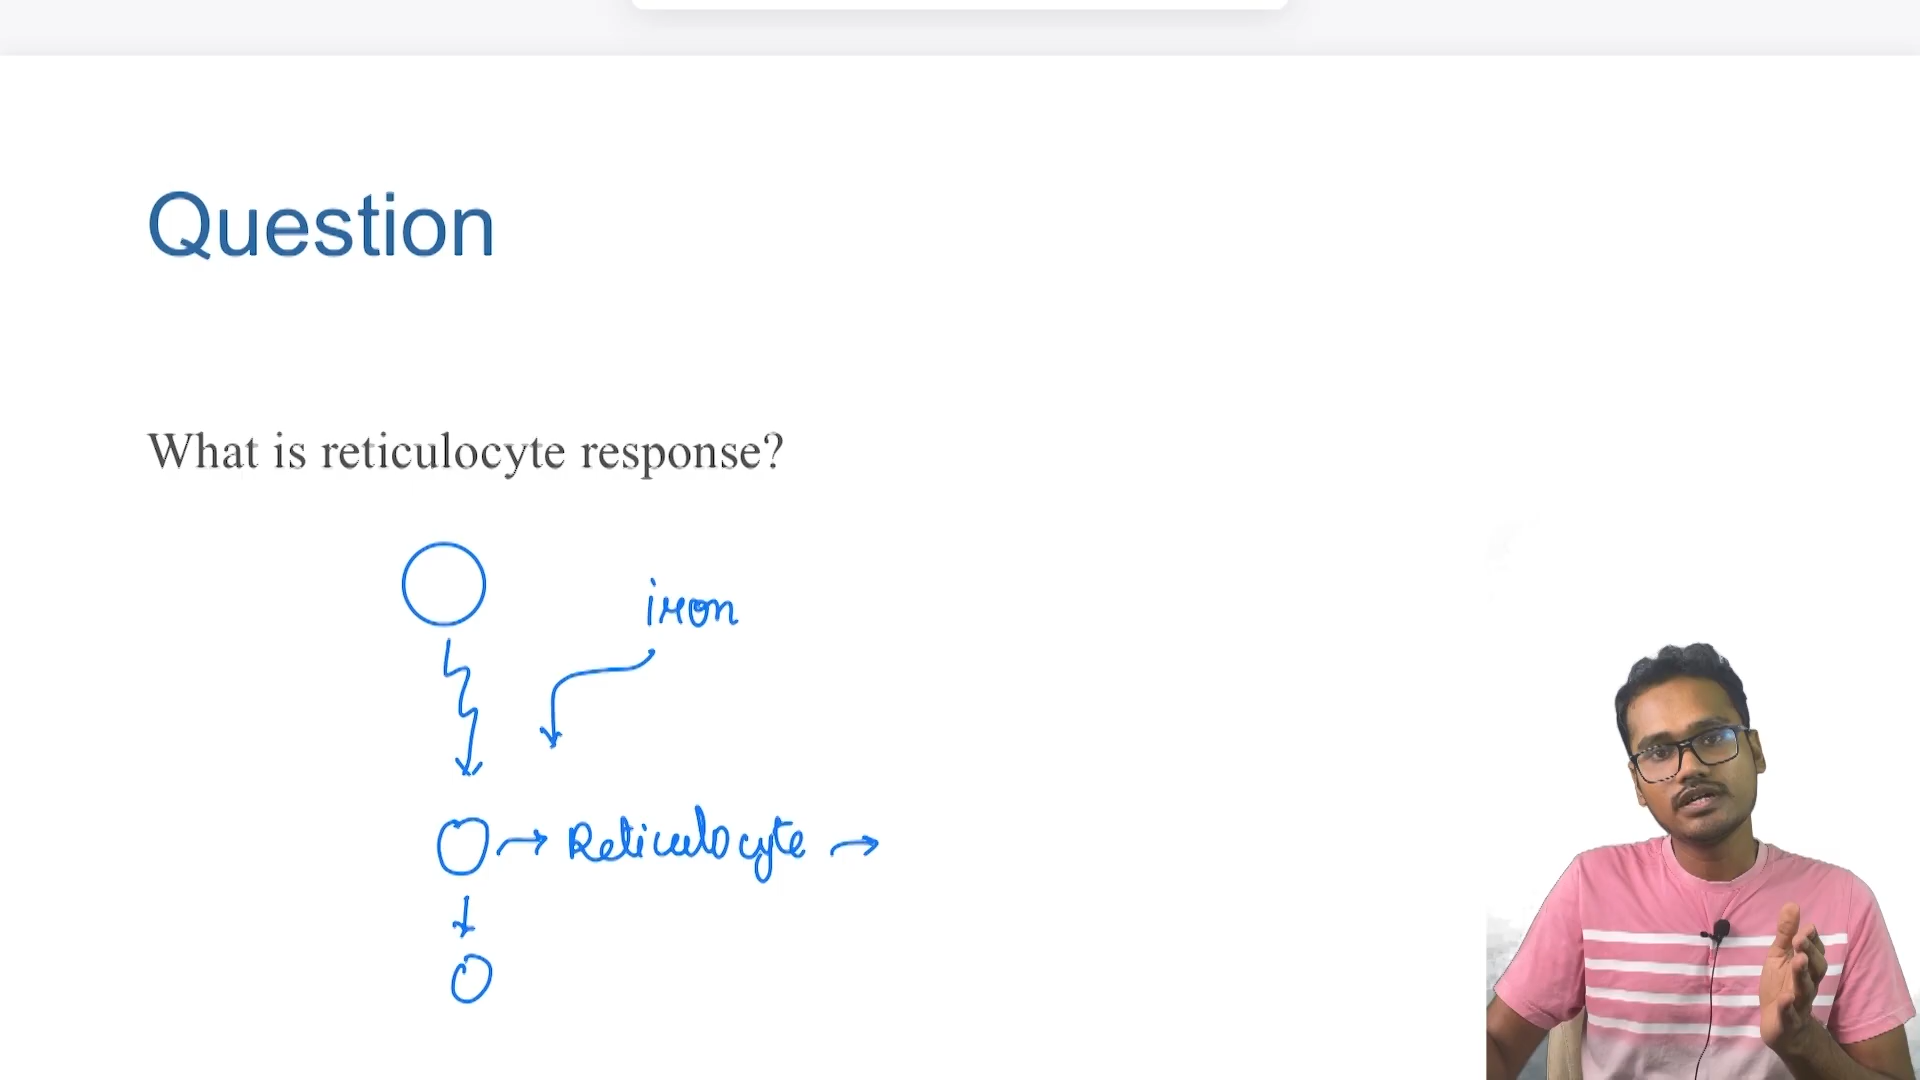 Question
What is reticulocyte response?
iron
Reticulocyte